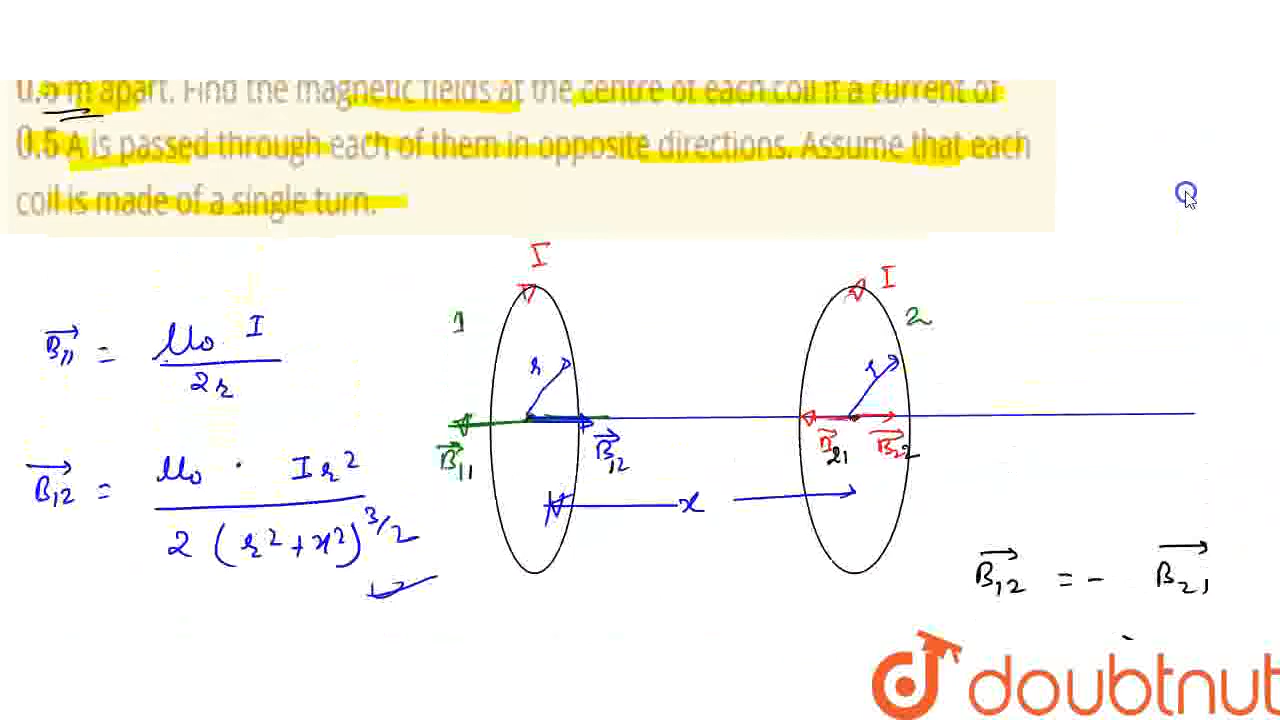 0.5 m apart. Find the magnetic fields at the centre of each coil if a current of
0.5 A is passed through each of them in opposite directions. Assume that each
coil is made of a single turn.
I
I
1
2
r
r
B₁₁ = μ₀ I / 2r
B₁₁
B₁₂
B₂₁
B₂₂
x
B₁₂ = μ₀ · I r² / 2 (r² + x²)^3/2
B₁₂ = - B₂₁
doubtnut